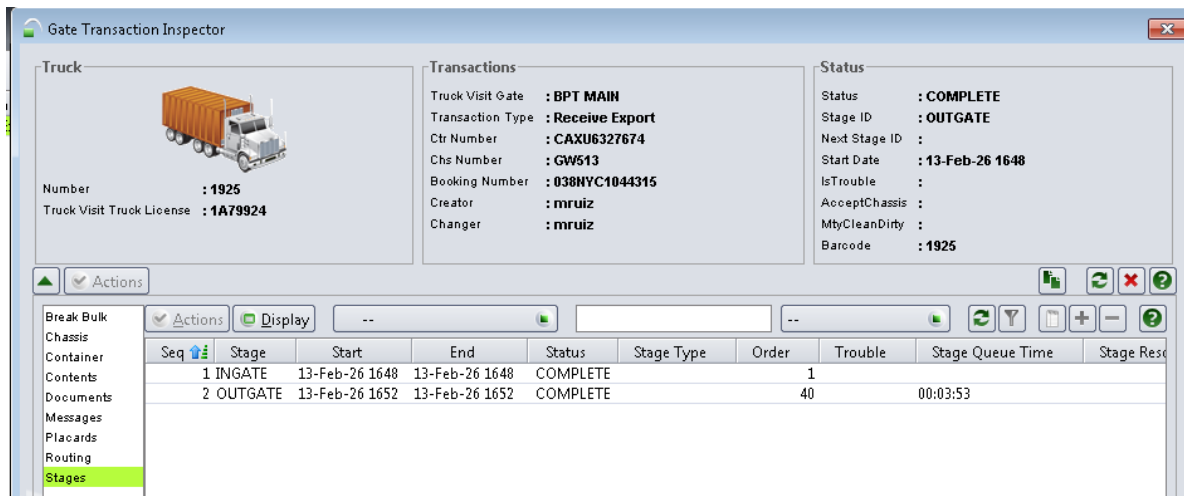 Gate Transaction Inspector
Truck
Number : 1925
Truck Visit Truck License : 1A79924
Transactions
Truck Visit Gate : BPT MAIN
Transaction Type : Receive Export
Ctr Number : CAXU6327674
Chs Number : GW513
Booking Number : 038NYC1044315
Creator : mruiz
Changer : mruiz
Status
Status : COMPLETE
Stage ID : OUTGATE
Next Stage ID :
Start Date : 13-Feb-26 1648
IsTrouble :
AcceptChassis :
MtyCleanDirty :
Barcode : 1925
Actions
Break Bulk
Chassis
Container
Contents
Documents
Messages
Placards
Routing
Stages
Actions Display -- --
Seq Stage Start End Status Stage Type Order Trouble Stage Queue Time Stage Reso
1 INGATE 13-Feb-26 1648 13-Feb-26 1648 COMPLETE 1
2 OUTGATE 13-Feb-26 1652 13-Feb-26 1652 COMPLETE 40 00:03:53